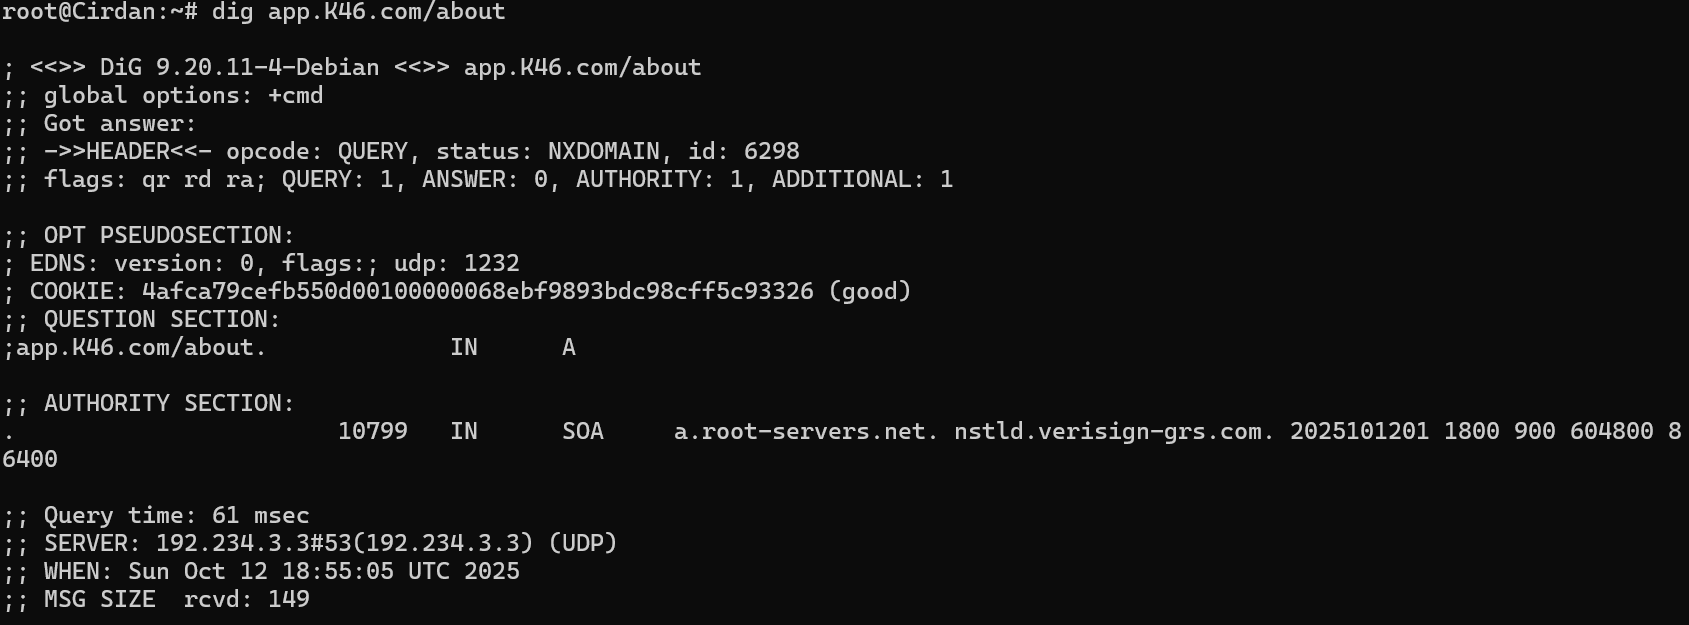 root@Cirdan:~# dig app.K46.com/about

; <<>> DiG 9.20.11-4-Debian <<>> app.K46.com/about
;; global options: +cmd
;; Got answer:
;; ->>HEADER<<- opcode: QUERY, status: NXDOMAIN, id: 6298
;; flags: qr rd ra; QUERY: 1, ANSWER: 0, AUTHORITY: 1, ADDITIONAL: 1

;; OPT PSEUDOSECTION:
; EDNS: version: 0, flags:; udp: 1232
; COOKIE: 4afca79cefb550d00100000068ebf9893bdc98cff5c93326 (good)
;; QUESTION SECTION:
;app.K46.com/about.             IN      A

;; AUTHORITY SECTION:
.                       10799   IN      SOA     a.root-servers.net. nstld.verisign-grs.com. 2025101201 1800 900 604800 8
6400

;; Query time: 61 msec
;; SERVER: 192.234.3.3#53(192.234.3.3) (UDP)
;; WHEN: Sun Oct 12 18:55:05 UTC 2025
;; MSG SIZE  rcvd: 149